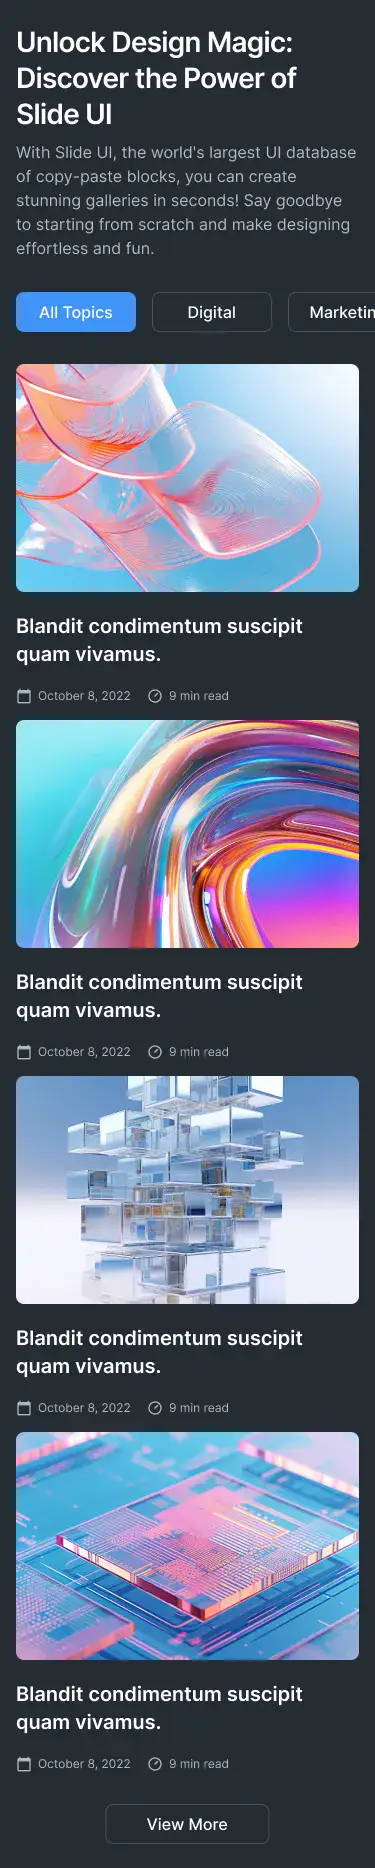 Unlock Design Magic:
Discover the Power of
Slide UI
With Slide UI, the world's largest UI database
of copy-paste blocks, you can create
stunning galleries in seconds! Say goodbye
to starting from scratch and make designing
effortless and fun.
All Topics Digital Marketin
Blandit condimentum suscipit
quam vivamus.
October 8, 2022 9 min read
Blandit condimentum suscipit
quam vivamus.
October 8, 2022 9 min read
Blandit condimentum suscipit
quam vivamus.
October 8, 2022 9 min read
Blandit condimentum suscipit
quam vivamus.
October 8, 2022 9 min read
View More